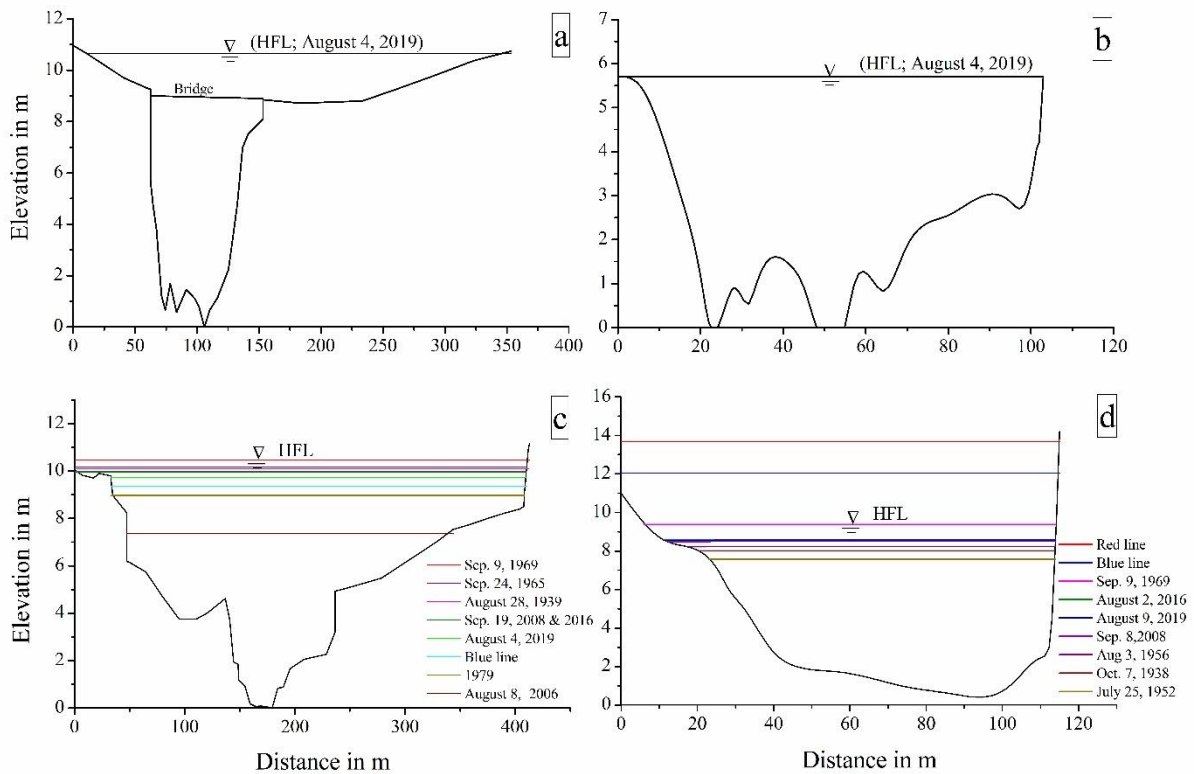 a
(HFL; August 4, 2019)
Bridge
12
10
8
6
4
2
0
0 50 100 150 200 250 300 350 400
Elevation in m
b
(HFL; August 4, 2019)
7
6
5
4
3
2
1
0
0 20 40 60 80 100 120
c
HFL
12
10
8
6
4
2
0
0 100 200 300 400
Elevation in m
Distance in m
Sep. 9, 1969
Sep. 24, 1965
August 28, 1939
Sep. 19, 2008 & 2016
August 4, 2019
Blue line
1979
August 8, 2006
d
HFL
16
14
12
10
8
6
4
2
0
0 20 40 60 80 100 120
Distance in m
Red line
Blue line
Sep. 9, 1969
August 2, 2016
August 9, 2019
Sep. 8,2008
Aug 3, 1956
Oct. 7, 1938
July 25, 1952